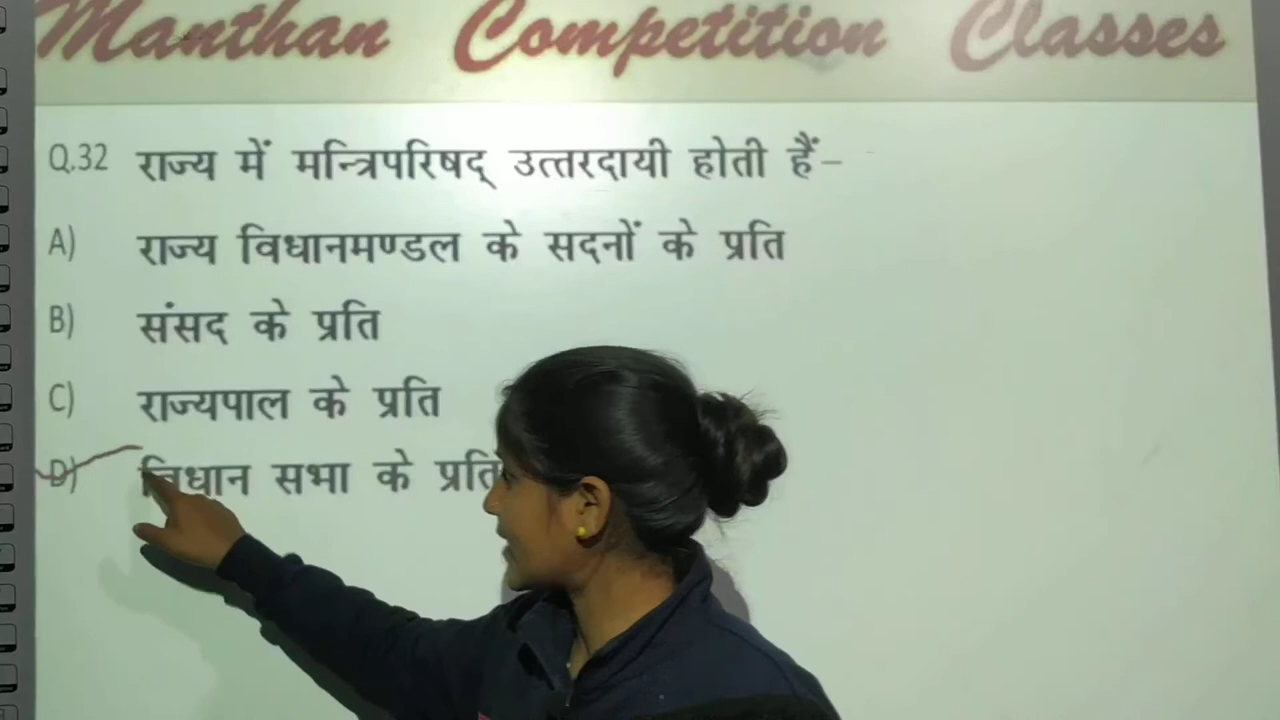 Manthan Competition Classes
Q.32 राज्य में मन्त्रिपरिषद् उत्तरदायी होती हैं–
A) राज्य विधानमण्डल के सदनों के प्रति
B) संसद के प्रति
C) राज्यपाल के प्रति
D) विधान सभा के प्रति